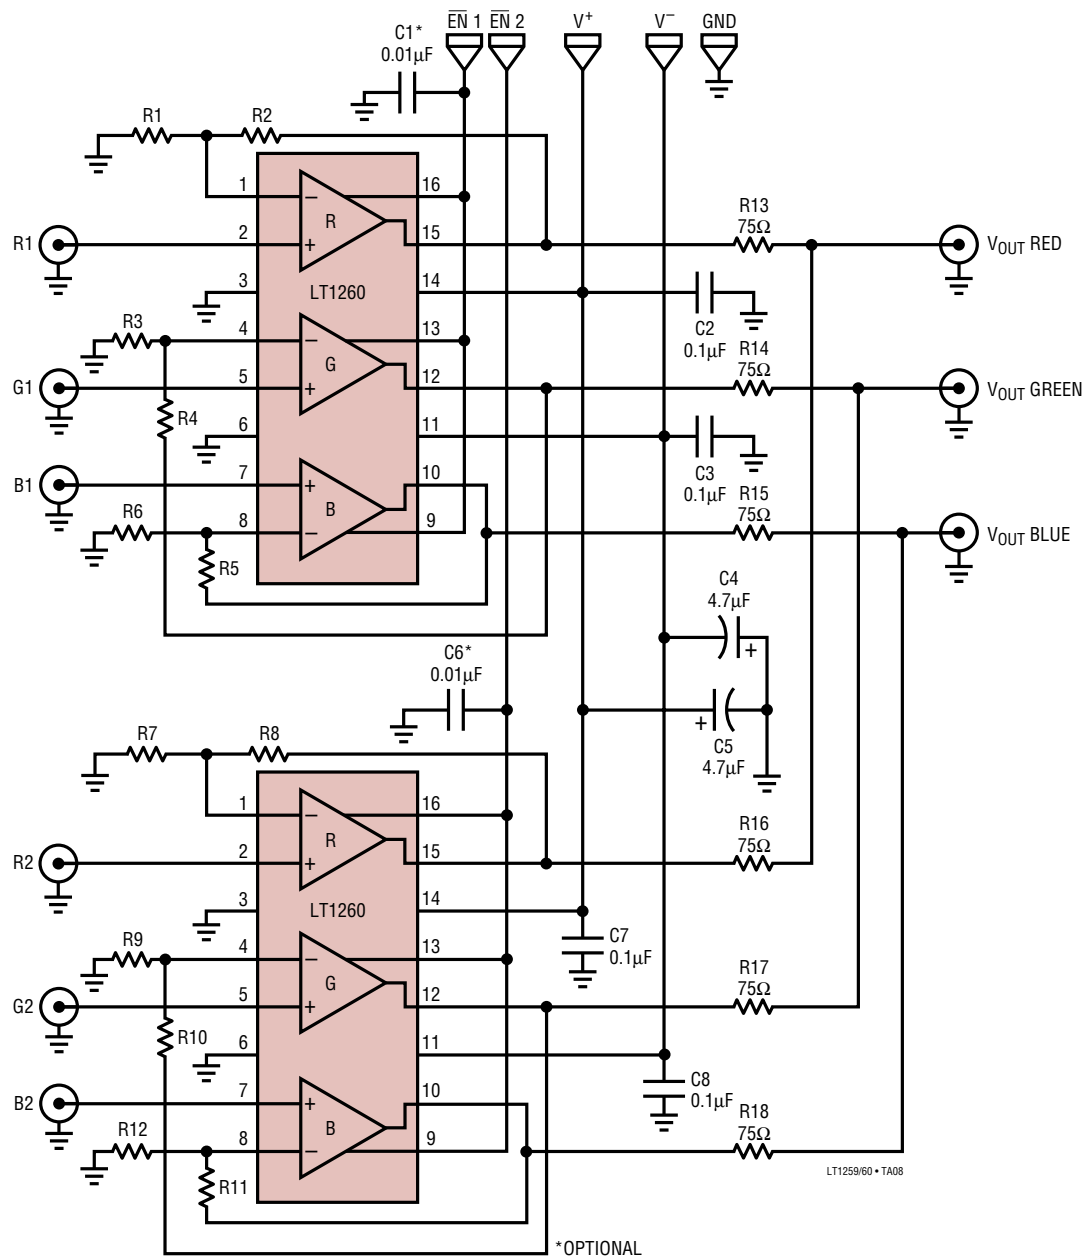 EN 1
EN 2
V+
V−
GND
C1*
0.01µF
R1
R2
1
16
R
R13
75Ω
2
15
R1
VOUT RED
3
LT1260
14
C2
0.1µF
R3
4
13
R14
75Ω
G
G1
5
12
VOUT GREEN
R4
6
11
C3
0.1µF
B1
7
10
R15
75Ω
B
R6
8
9
VOUT BLUE
R5
C4
4.7µF
+
C6*
0.01µF
+
C5
4.7µF
R7
R8
1
16
R
R16
75Ω
R2
2
15
3
LT1260
14
C7
0.1µF
R9
4
13
G
R17
75Ω
G2
5
12
R10
6
11
C8
0.1µF
B2
7
10
R18
75Ω
B
R12
8
9
R11
LT1259/60 • TA08
*OPTIONAL